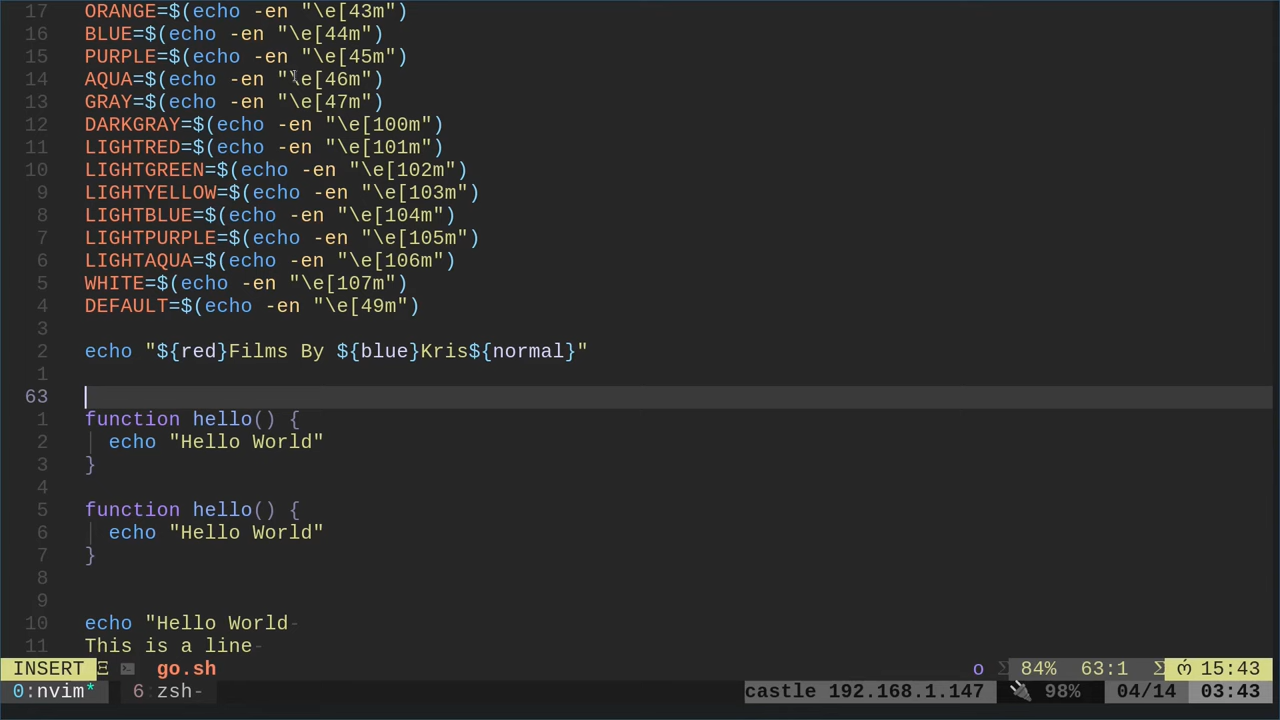 17 ORANGE=$(echo -en "\e[43m")
16 BLUE=$(echo -en "\e[44m")
15 PURPLE=$(echo -en "\e[45m")
14 AQUA=$(echo -en "\e[46m")
13 GRAY=$(echo -en "\e[47m")
12 DARKGRAY=$(echo -en "\e[100m")
11 LIGHTRED=$(echo -en "\e[101m")
10 LIGHTGREEN=$(echo -en "\e[102m")
9 LIGHTYELLOW=$(echo -en "\e[103m")
8 LIGHTBLUE=$(echo -en "\e[104m")
7 LIGHTPURPLE=$(echo -en "\e[105m")
6 LIGHTAQUA=$(echo -en "\e[106m")
5 WHITE=$(echo -en "\e[107m")
4 DEFAULT=$(echo -en "\e[49m")
3
2 echo "${red}Films By ${blue}Kris${normal}"
1
63
1 function hello() {
2 echo "Hello World"
3 }
4
5 function hello() {
6 echo "Hello World"
7 }
8
9
10 echo "Hello World-
11 This is a line-
INSERT Ξ go.sh o Σ 84% 63:1 Σ 15:43
0:nvim* 6:zsh- castle 192.168.1.147 98% 04/14 03:43